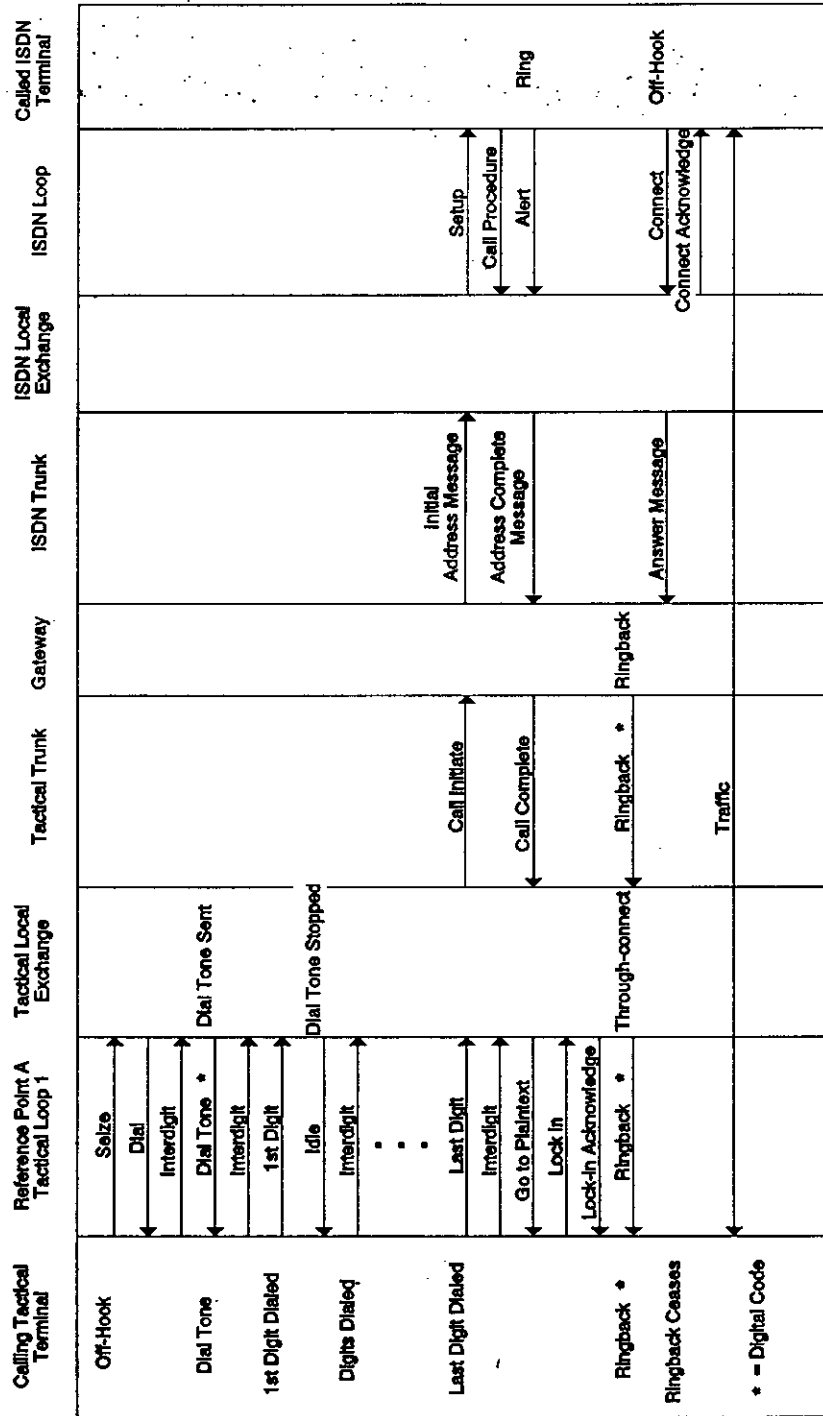 Calling Tactical
Terminal
Reference Point A
Tactical Loop 1
Tactical Local
Exchange
Tactical Trunk
Gateway
ISDN Trunk
ISDN Local
Exchange
ISDN Loop
Called ISDN
Terminal
Off-Hook
Seize
Dial
Interdigit
Dial Tone
Dial Tone *
Dial Tone Sent
Interdigit
1st Digit Dialed
1st Digit
Idle
Dial Tone Stopped
Digits Dialed
Interdigit
. . .
Last Digit Dialed
Last Digit
Call Initiate
Initial
Address Message
Setup
Interdigit
Call Procedure
Go to Plaintext
Call Complete
Address Complete
Message
Alert
Ring
Lock In
Lock-In Acknowledge
Ringback *
Ringback *
Through-connect
Ringback *
Ringback
Ringback Ceases
Answer Message
Connect
Off-Hook
Connect Acknowledge
Traffic
* = Digital Code